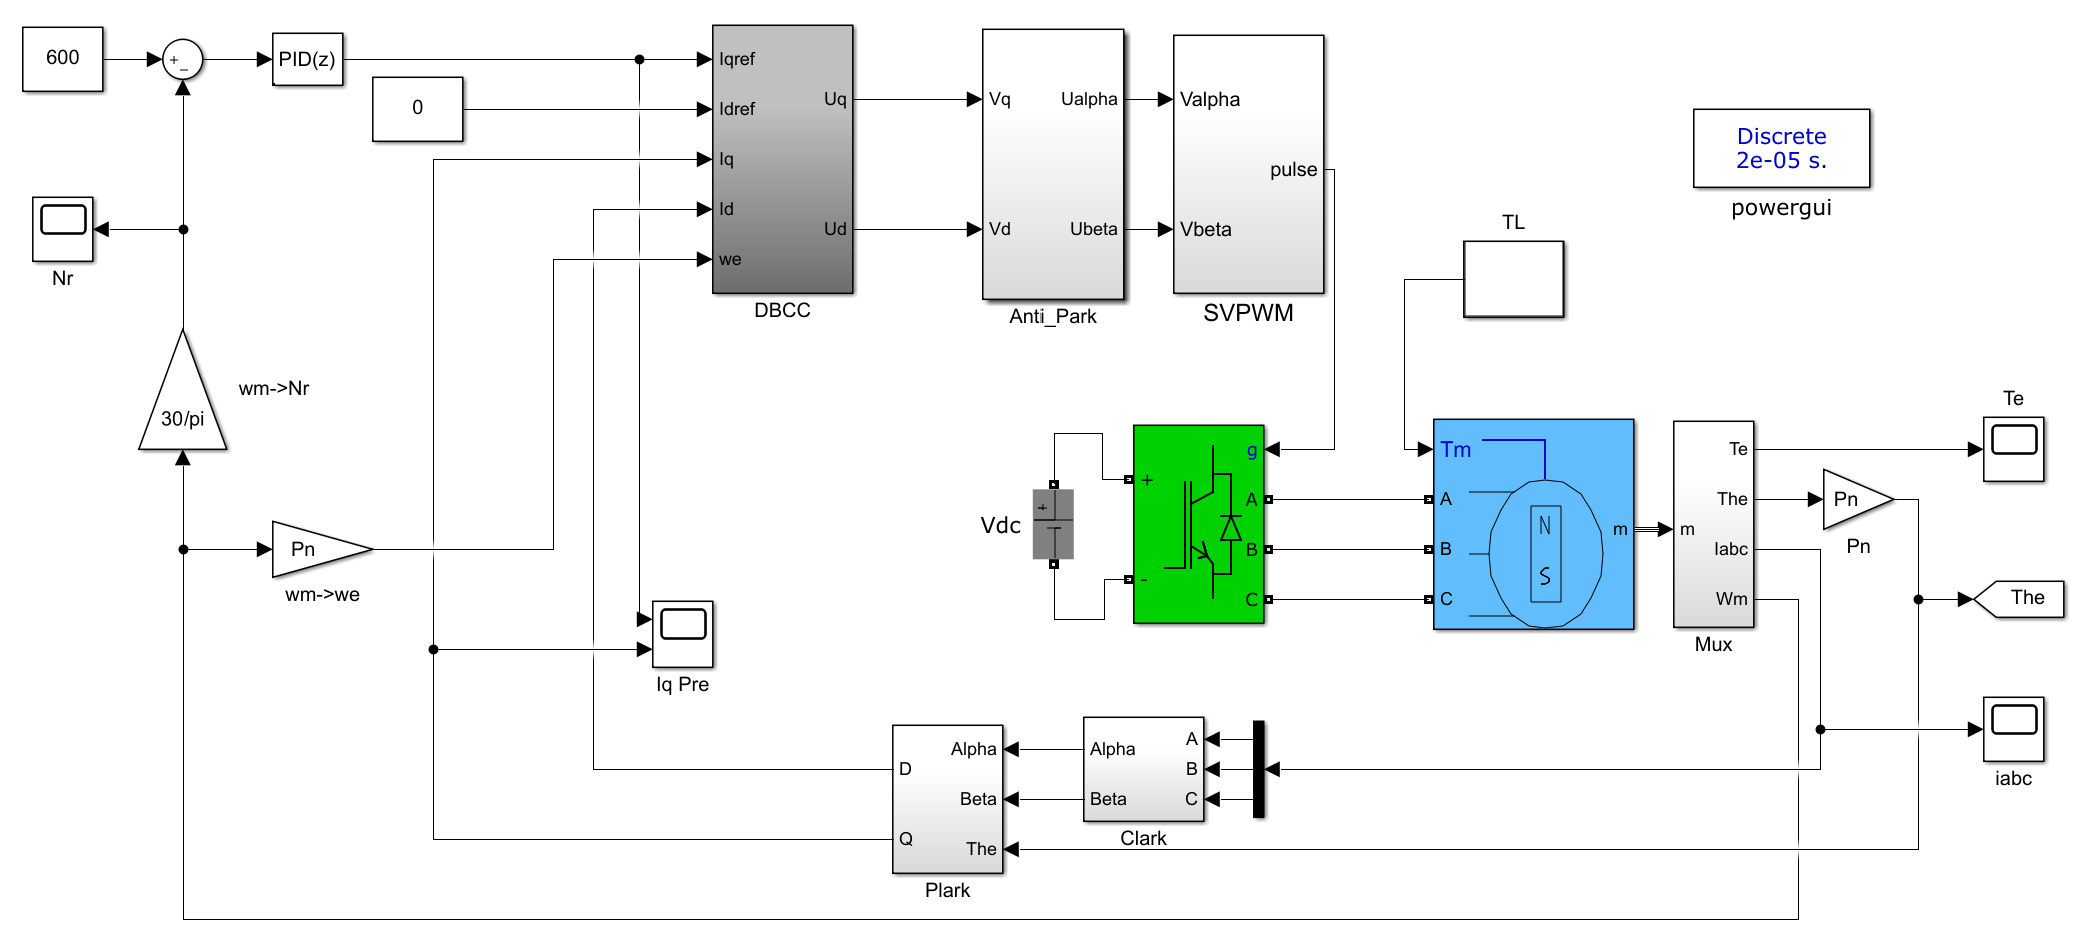 600
+
−
PID(z)
0
Iqref
Idref
Iq
Id
we
Uq
Ud
DBCC
Vq
Vd
Ualpha
Ubeta
Anti_Park
Valpha
Vbeta
pulse
SVPWM
Discrete
2e-05 s.
powergui
TL
Nr
30/pi
wm->Nr
Pn
wm->we
Iq Pre
Vdc
+
+
-
g
A
B
C
Tm
A
B
C
N
S
m
m
Te
The
Iabc
Wm
Mux
Te
Pn
Pn
The
iabc
Alpha
Beta
The
D
Q
Plark
Alpha
Beta
A
B
C
Clark